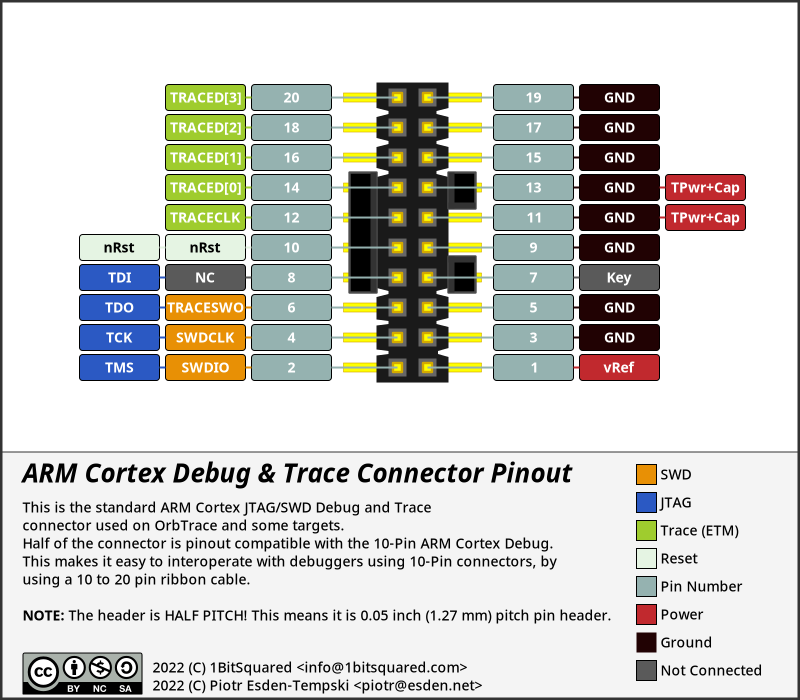 TRACED[3] 20 19 GND
TRACED[2] 18 17 GND
TRACED[1] 16 15 GND
TRACED[0] 14 13 GND TPwr+Cap
TRACECLK 12 11 GND TPwr+Cap
nRst nRst 10 9 GND
TDI NC 8 7 Key
TDO TRACESWO 6 5 GND
TCK SWDCLK 4 3 GND
TMS SWDIO 2 1 vRef
ARM Cortex Debug & Trace Connector Pinout
This is the standard ARM Cortex JTAG/SWD Debug and Trace
connector used on OrbTrace and some targets.
Half of the connector is pinout compatible with the 10-Pin ARM Cortex Debug.
This makes it easy to interoperate with debuggers using 10-Pin connectors, by
using a 10 to 20 pin ribbon cable.
NOTE: The header is HALF PITCH! This means it is 0.05 inch (1.27 mm) pitch pin header.
SWD
JTAG
Trace (ETM)
Reset
Pin Number
Power
Ground
Not Connected
cc
BY NC SA
2022 (C) 1BitSquared <info@1bitsquared.com>
2022 (C) Piotr Esden-Tempski <piotr@esden.net>